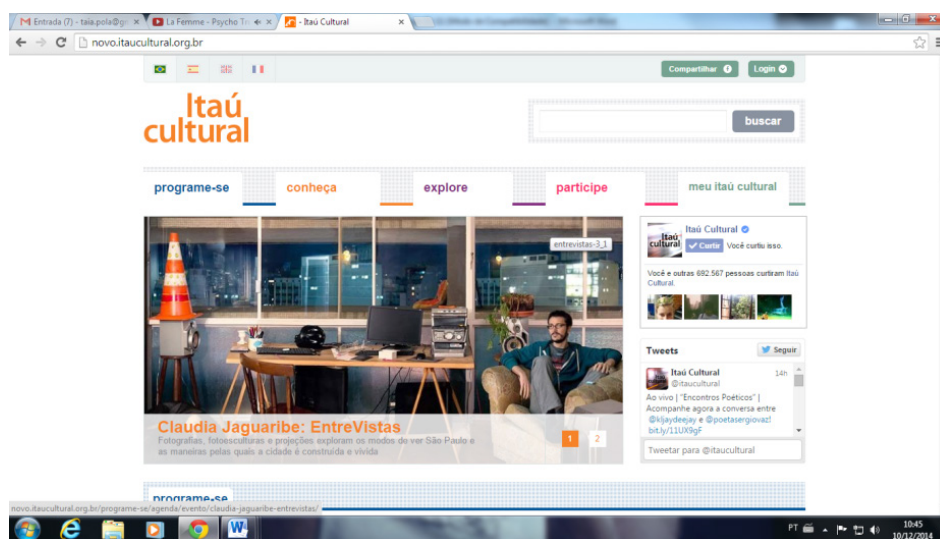 Entrada (7) - taia.pola@g
La Femme - Psycho Tr
- Itaú Cultural
novo.itaucultural.org.br
Compartilhar
Login
Itaú
cultural
buscar
programe-se
conheça
explore
participe
meu itaú cultural
entrevistas-3_1
Claudia Jaguaribe: EntreVistas
Fotografias, fotoesculturas e projeções exploram os modos de ver São Paulo e
as maneiras pelas quais a cidade é construída e vivida
1 2
Itaú
cultural
Itaú Cultural
Curtir Você curtiu isso.
Você e outras 692.567 pessoas curtiram Itaú
Cultural.
Tweets
Seguir
Itaú Cultural 14h
@itaucultural
Ao vivo | "Encontros Poéticos" |
Acompanhe agora a conversa entre
@kljaydeejay e @poetasergiovaz!
bit.ly/11UX9gF
Tweetar para @itaucultural
programe-se
novo.itaucultural.org.br/programe-se/agenda/evento/claudia-jaguaribe-entrevistas/
PT
10:45
10/12/2014